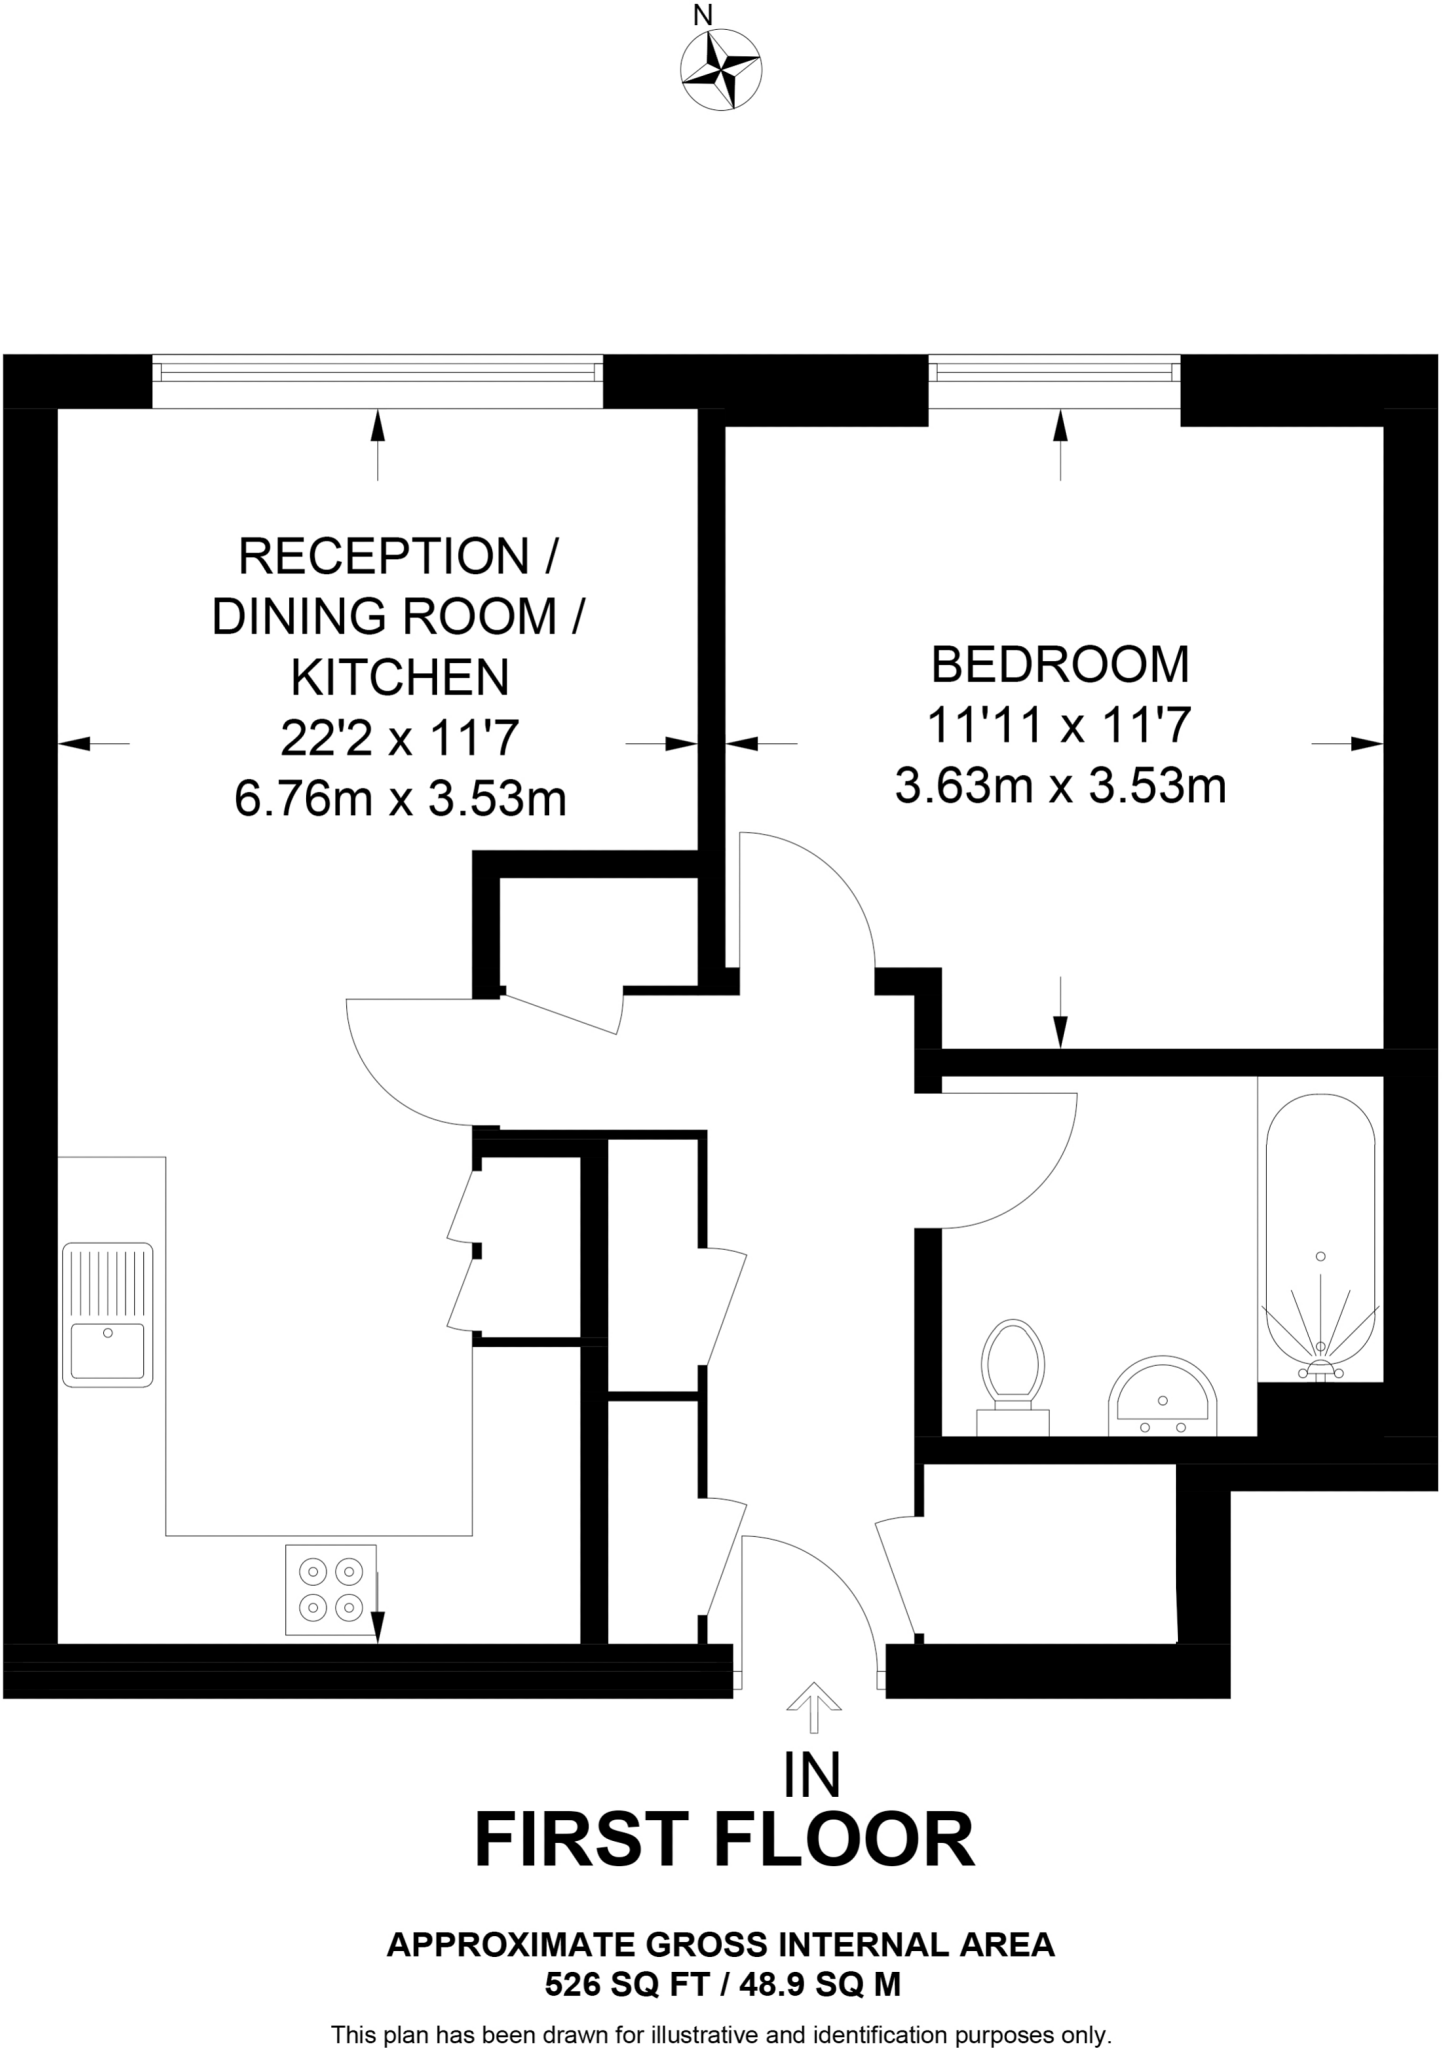 N
RECEPTION /
DINING ROOM /
KITCHEN
22'2 x 11'7
6.76m x 3.53m
BEDROOM
11'11 x 11'7
3.63m x 3.53m
IN
FIRST FLOOR
APPROXIMATE GROSS INTERNAL AREA
526 SQ FT / 48.9 SQ M
This plan has been drawn for illustrative and identification purposes only.